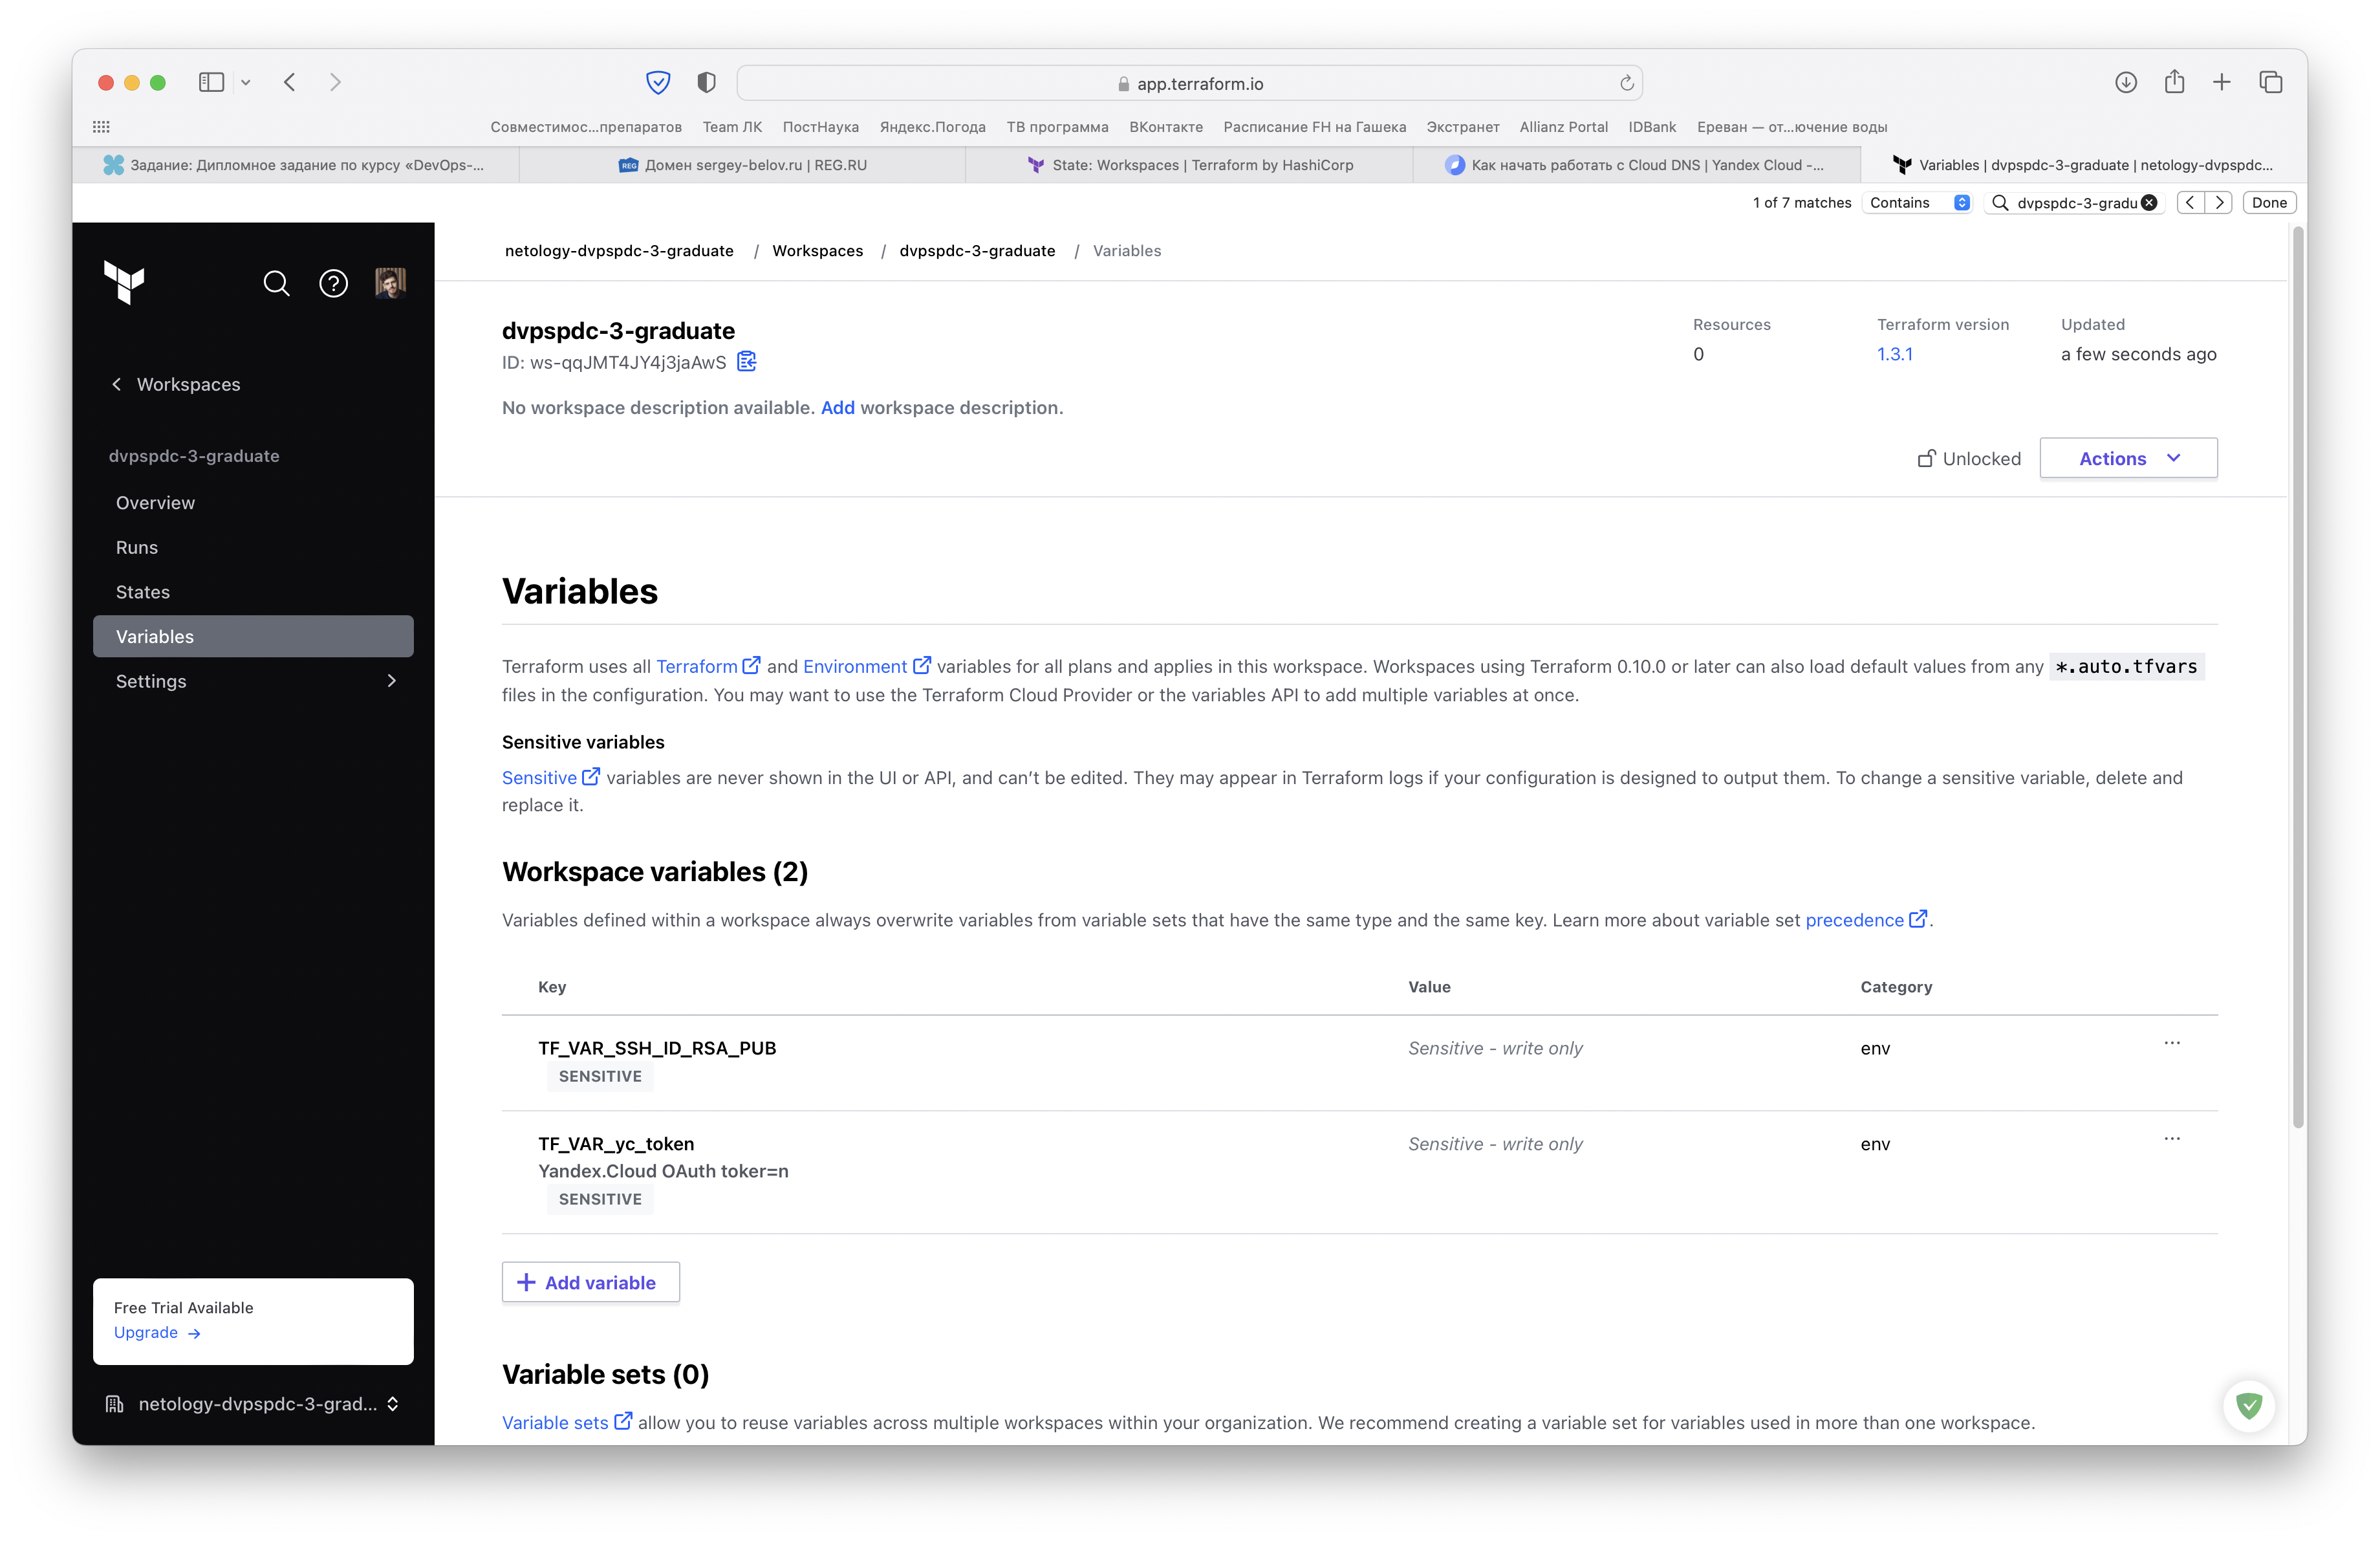 app.terraform.io
Совместимос...препаратов Team ЛК ПостНаука Яндекс.Погода ТВ программа ВКонтакте Расписание FH на Гашека Экстранет Allianz Portal IDBank Ереван — от...ючение воды
Задание: Дипломное задание по курсу «DevOps-... REG Домен sergey-belov.ru | REG.RU State: Workspaces | Terraform by HashiCorp Как начать работать с Cloud DNS | Yandex Cloud -... Variables | dvpspdc-3-graduate | netology-dvpspdc...
1 of 7 matches Contains dvpspdc-3-gradu Done
netology-dvpspdc-3-graduate / Workspaces / dvpspdc-3-graduate / Variables
Workspaces
dvpspdc-3-graduate
Overview
Runs
States
Variables
Settings
Free Trial Available
Upgrade →
netology-dvpspdc-3-grad...
dvpspdc-3-graduate
ID: ws-qqJMT4JY4j3jaAwS
No workspace description available. Add workspace description.
Resources
0
Terraform version
1.3.1
Updated
a few seconds ago
Unlocked
Actions
Variables
Terraform uses all Terraform and Environment variables for all plans and applies in this workspace. Workspaces using Terraform 0.10.0 or later can also load default values from any *.auto.tfvars
files in the configuration. You may want to use the Terraform Cloud Provider or the variables API to add multiple variables at once.
Sensitive variables
Sensitive variables are never shown in the UI or API, and can’t be edited. They may appear in Terraform logs if your configuration is designed to output them. To change a sensitive variable, delete and
replace it.
Workspace variables (2)
Variables defined within a workspace always overwrite variables from variable sets that have the same type and the same key. Learn more about variable set precedence .
Key Value Category
TF_VAR_SSH_ID_RSA_PUB Sensitive - write only env ...
SENSITIVE
TF_VAR_yc_token Sensitive - write only env ...
Yandex.Cloud OAuth toker=n
SENSITIVE
+ Add variable
Variable sets (0)
Variable sets allow you to reuse variables across multiple workspaces within your organization. We recommend creating a variable set for variables used in more than one workspace.